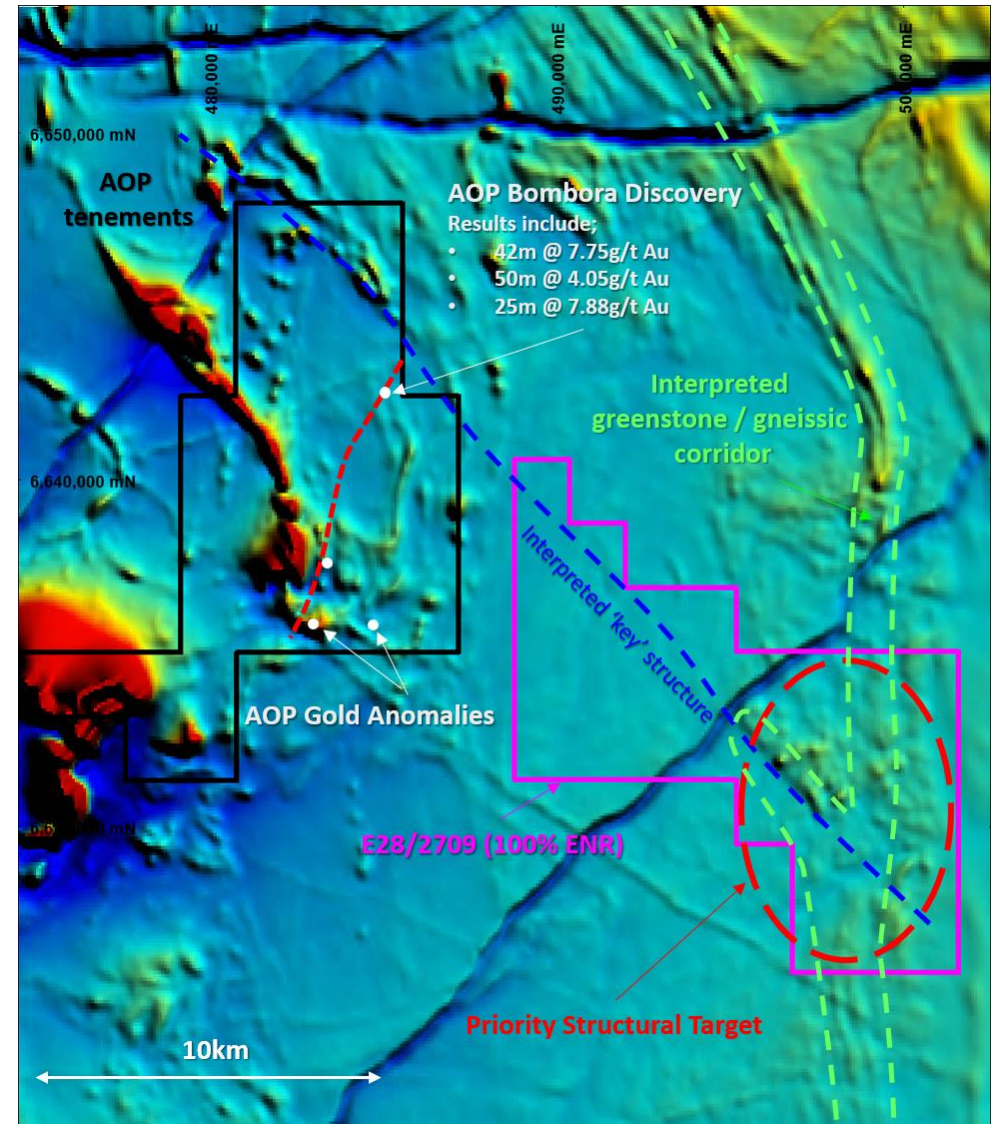 480,000 mE
490,000 mE
500,000 mE
6,650,000 mN
AOP
tenements
AOP Bombora Discovery
Results include;
• 42m @ 7.75g/t Au
• 50m @ 4.05g/t Au
• 25m @ 7.88g/t Au
Interpreted
greenstone / gneissic
corridor
6,640,000 mN
Interpreted 'key' structure
AOP Gold Anomalies
E28/2709 (100% ENR)
Priority Structural Target
10km